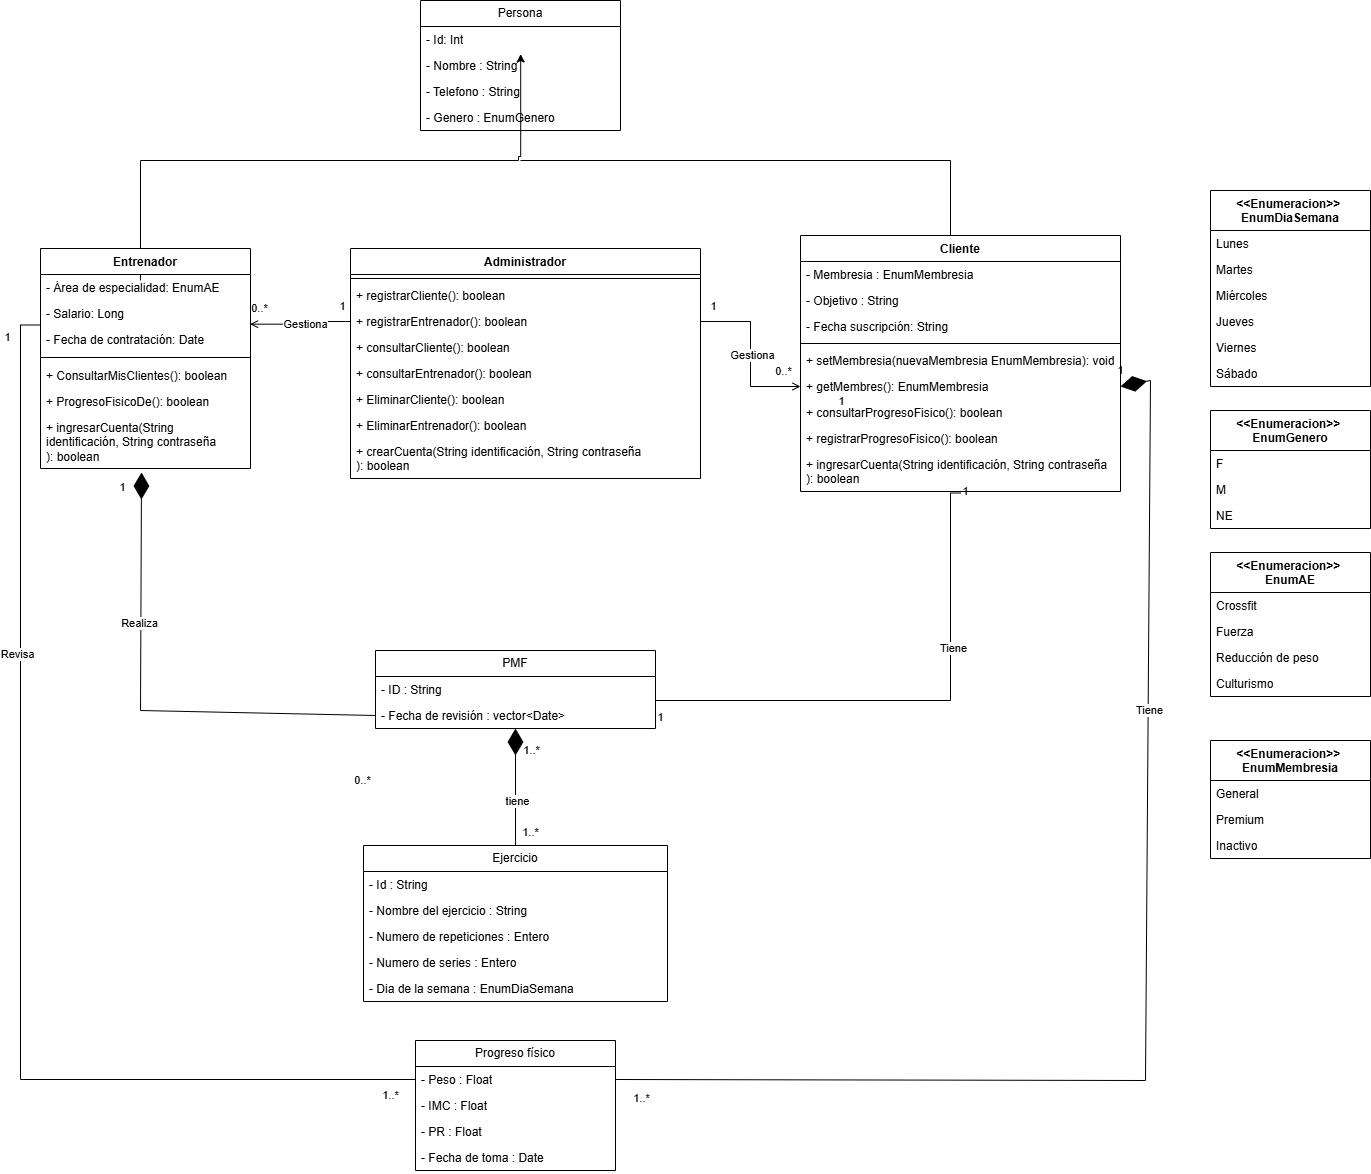 Persona
- Id: Int
- Nombre : String
- Telefono : String
- Genero : EnumGenero
Entrenador
- Área de especialidad: EnumAE
- Salario: Long
- Fecha de contratación: Date
+ ConsultarMisClientes(): boolean
+ ProgresoFisicoDe(): boolean
+ ingresarCuenta(String
identificación, String contraseña
): boolean
1
1
0..*
Gestiona
1
Administrador
+ registrarCliente(): boolean
+ registrarEntrenador(): boolean
+ consultarCliente(): boolean
+ consultarEntrenador(): boolean
+ EliminarCliente(): boolean
+ EliminarEntrenador(): boolean
+ crearCuenta(String identificación, String contraseña
): boolean
1
Gestiona
0..*
Cliente
- Membresia : EnumMembresia
- Objetivo : String
- Fecha suscripción: String
+ setMembresia(nuevaMembresia EnumMembresia): void
+ getMembres(): EnumMembresia
1
+ consultarProgresoFisico(): boolean
+ registrarProgresoFisico(): boolean
+ ingresarCuenta(String identificación, String contraseña
): boolean
1
1
<<Enumeracion>>
EnumDiaSemana
Lunes
Martes
Miércoles
Jueves
Viernes
Sábado
<<Enumeracion>>
EnumGenero
F
M
NE
<<Enumeracion>>
EnumAE
Crossfit
Fuerza
Reducción de peso
Culturismo
<<Enumeracion>>
EnumMembresia
General
Premium
Inactivo
Realiza
Revisa
Tiene
Tiene
PMF
- ID : String
- Fecha de revisión : vector<Date>
1
1..*
0..*
tiene
1..*
Ejercicio
- Id : String
- Nombre del ejercicio : String
- Numero de repeticiones : Entero
- Numero de series : Entero
- Dia de la semana : EnumDiaSemana
Progreso físico
- Peso : Float
- IMC : Float
- PR : Float
- Fecha de toma : Date
1..*
1..*